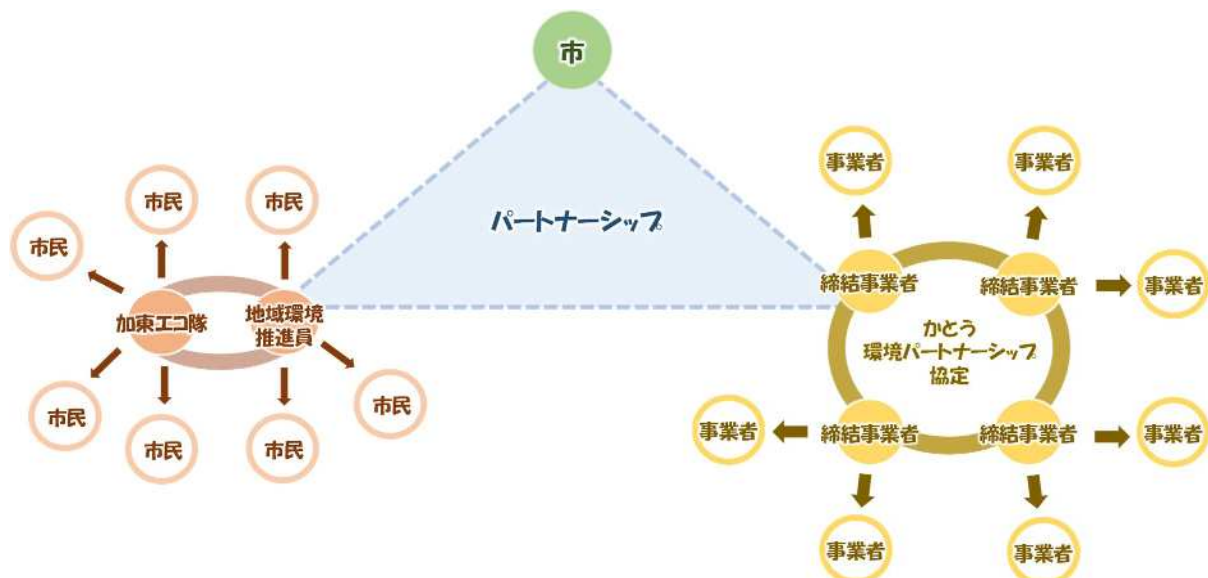 市
パートナーシップ
市民
市民
市民
加東エコ隊
地域環境
推進員
市民
市民
市民
市民
事業者
事業者
締結事業者
締結事業者
事業者
かとう
環境パートナーシップ
協定
事業者
締結事業者
締結事業者
事業者
事業者
事業者